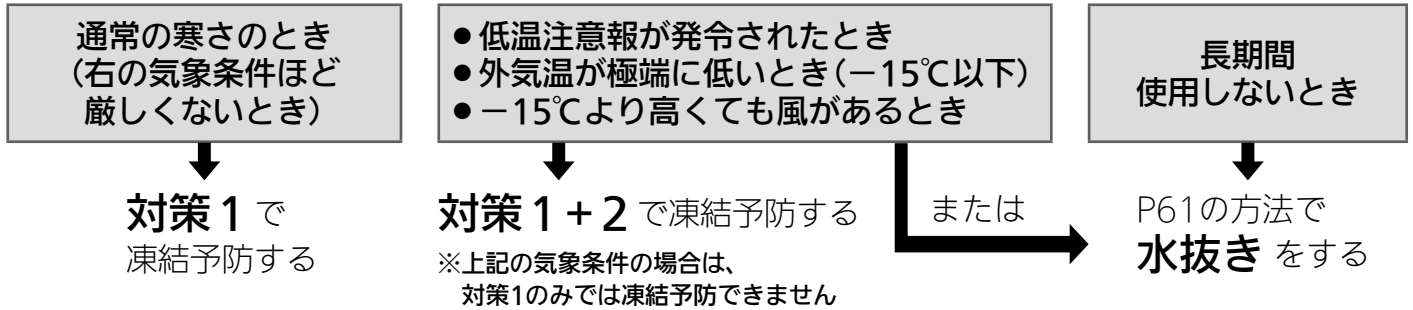 通常の寒さのとき
（右の気象条件ほど
厳しくないとき）
対策1で
凍結予防する
●低温注意報が発令されたとき
●外気温が極端に低いとき（－15℃以下）
●－15℃より高くても風があるとき
対策1＋2で凍結予防する
※上記の気象条件の場合は、
対策1のみでは凍結予防できません
または
長期間
使用しないとき
P61の方法で
水抜きをする